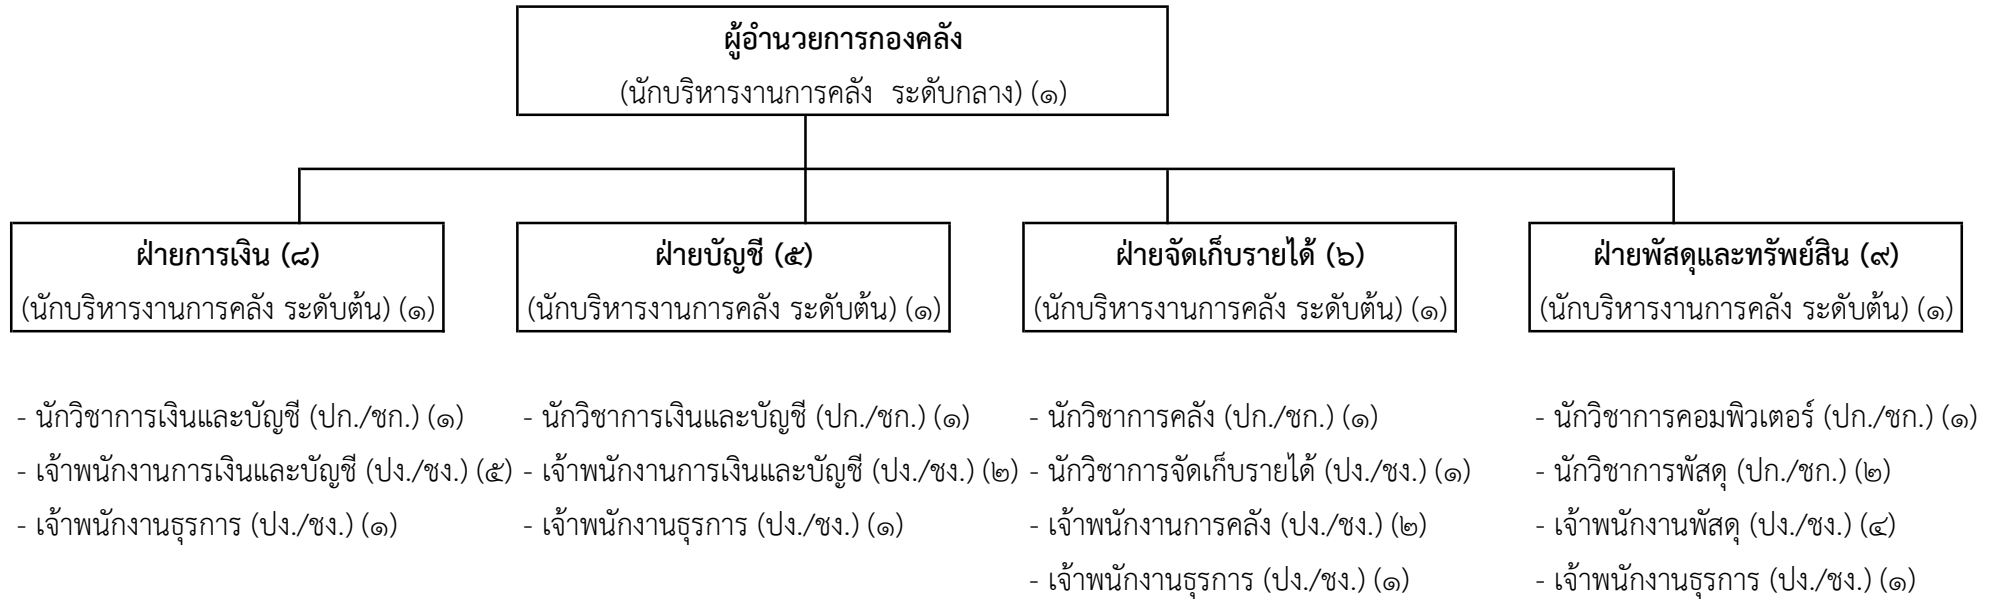 ผู้อำนวยการกองคลัง
(นักบริหารงานการคลัง ระดับกลาง) (๑)
ฝ่ายการเงิน (๘)
(นักบริหารงานการคลัง ระดับต้น) (๑)
ฝ่ายบัญชี (๕)
(นักบริหารงานการคลัง ระดับต้น) (๑)
ฝ่ายจัดเก็บรายได้ (๖)
(นักบริหารงานการคลัง ระดับต้น) (๑)
ฝ่ายพัสดุและทรัพย์สิน (๙)
(นักบริหารงานการคลัง ระดับต้น) (๑)
- นักวิชาการเงินและบัญชี (ปก./ชก.) (๑)
- เจ้าพนักงานการเงินและบัญชี (ปง./ชง.) (๕)
- เจ้าพนักงานธุรการ (ปง./ชง.) (๑)
- นักวิชาการเงินและบัญชี (ปก./ชก.) (๑)
- เจ้าพนักงานการเงินและบัญชี (ปง./ชง.) (๒)
- เจ้าพนักงานธุรการ (ปง./ชง.) (๑)
- นักวิชาการคลัง (ปก./ชก.) (๑)
- นักวิชาการจัดเก็บรายได้ (ปง./ชง.) (๑)
- เจ้าพนักงานการคลัง (ปง./ชง.) (๒)
- เจ้าพนักงานธุรการ (ปง./ชง.) (๑)
- นักวิชาการคอมพิวเตอร์ (ปก./ชก.) (๑)
- นักวิชาการพัสดุ (ปก./ชก.) (๒)
- เจ้าพนักงานพัสดุ (ปง./ชง.) (๔)
- เจ้าพนักงานธุรการ (ปง./ชง.) (๑)